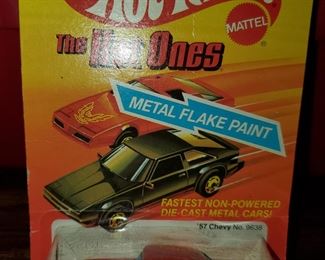 Hot
MATTEL
The Hot Ones
METAL FLAKE PAINT
FASTEST NON-POWERED
DIE-CAST METAL CARS!
'57 Chevy No. 9638